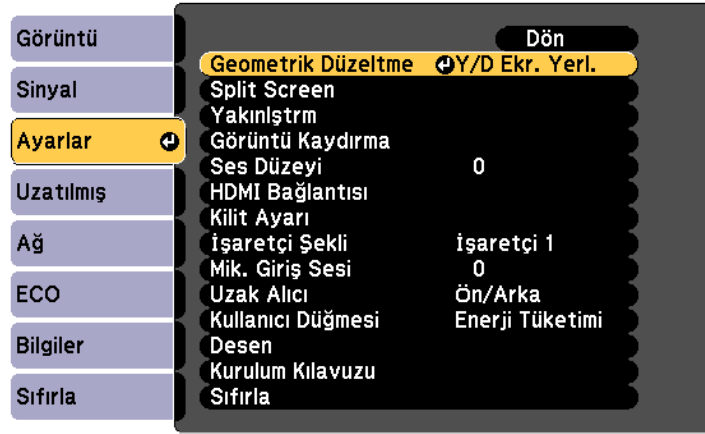 Görüntü
Sinyal
Ayarlar
Uzatılmış
Ağ
ECO
Bilgiler
Sıfırla
Dön
Geometrik Düzeltme Y/D Ekr. Yerl.
Split Screen
Yakınlştrm
Görüntü Kaydırma
Ses Düzeyi 0
HDMI Bağlantısı
Kilit Ayarı
İşaretçi Şekli İşaretçi 1
Mik. Giriş Sesi 0
Uzak Alıcı Ön/Arka
Kullanıcı Düğmesi Enerji Tüketimi
Desen
Kurulum Kılavuzu
Sıfırla